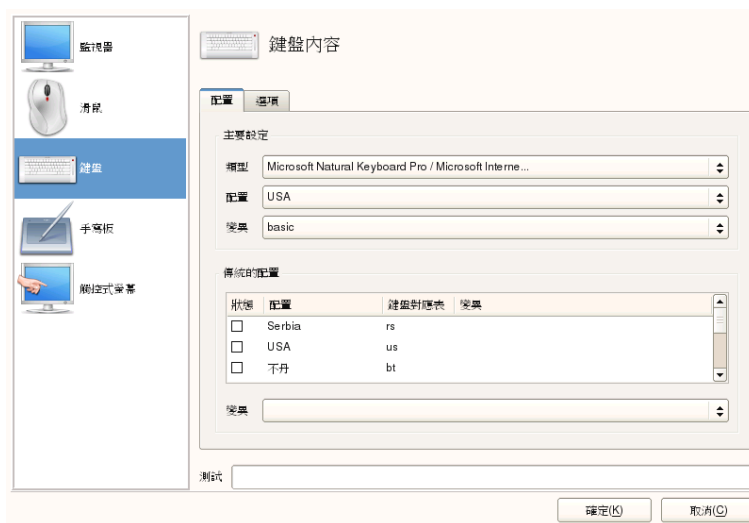 監視器
滑鼠
鍵盤
手寫板
觸控式螢幕
鍵盤內容
配置 選項
主要設定
類型 Microsoft Natural Keyboard Pro / Microsoft Interne...
配置 USA
變異 basic
傳統的配置
狀態 配置 鍵盤對應表 變異
Serbia rs
USA us
不丹 bt
變異
測試
確定(K) 取消(C)